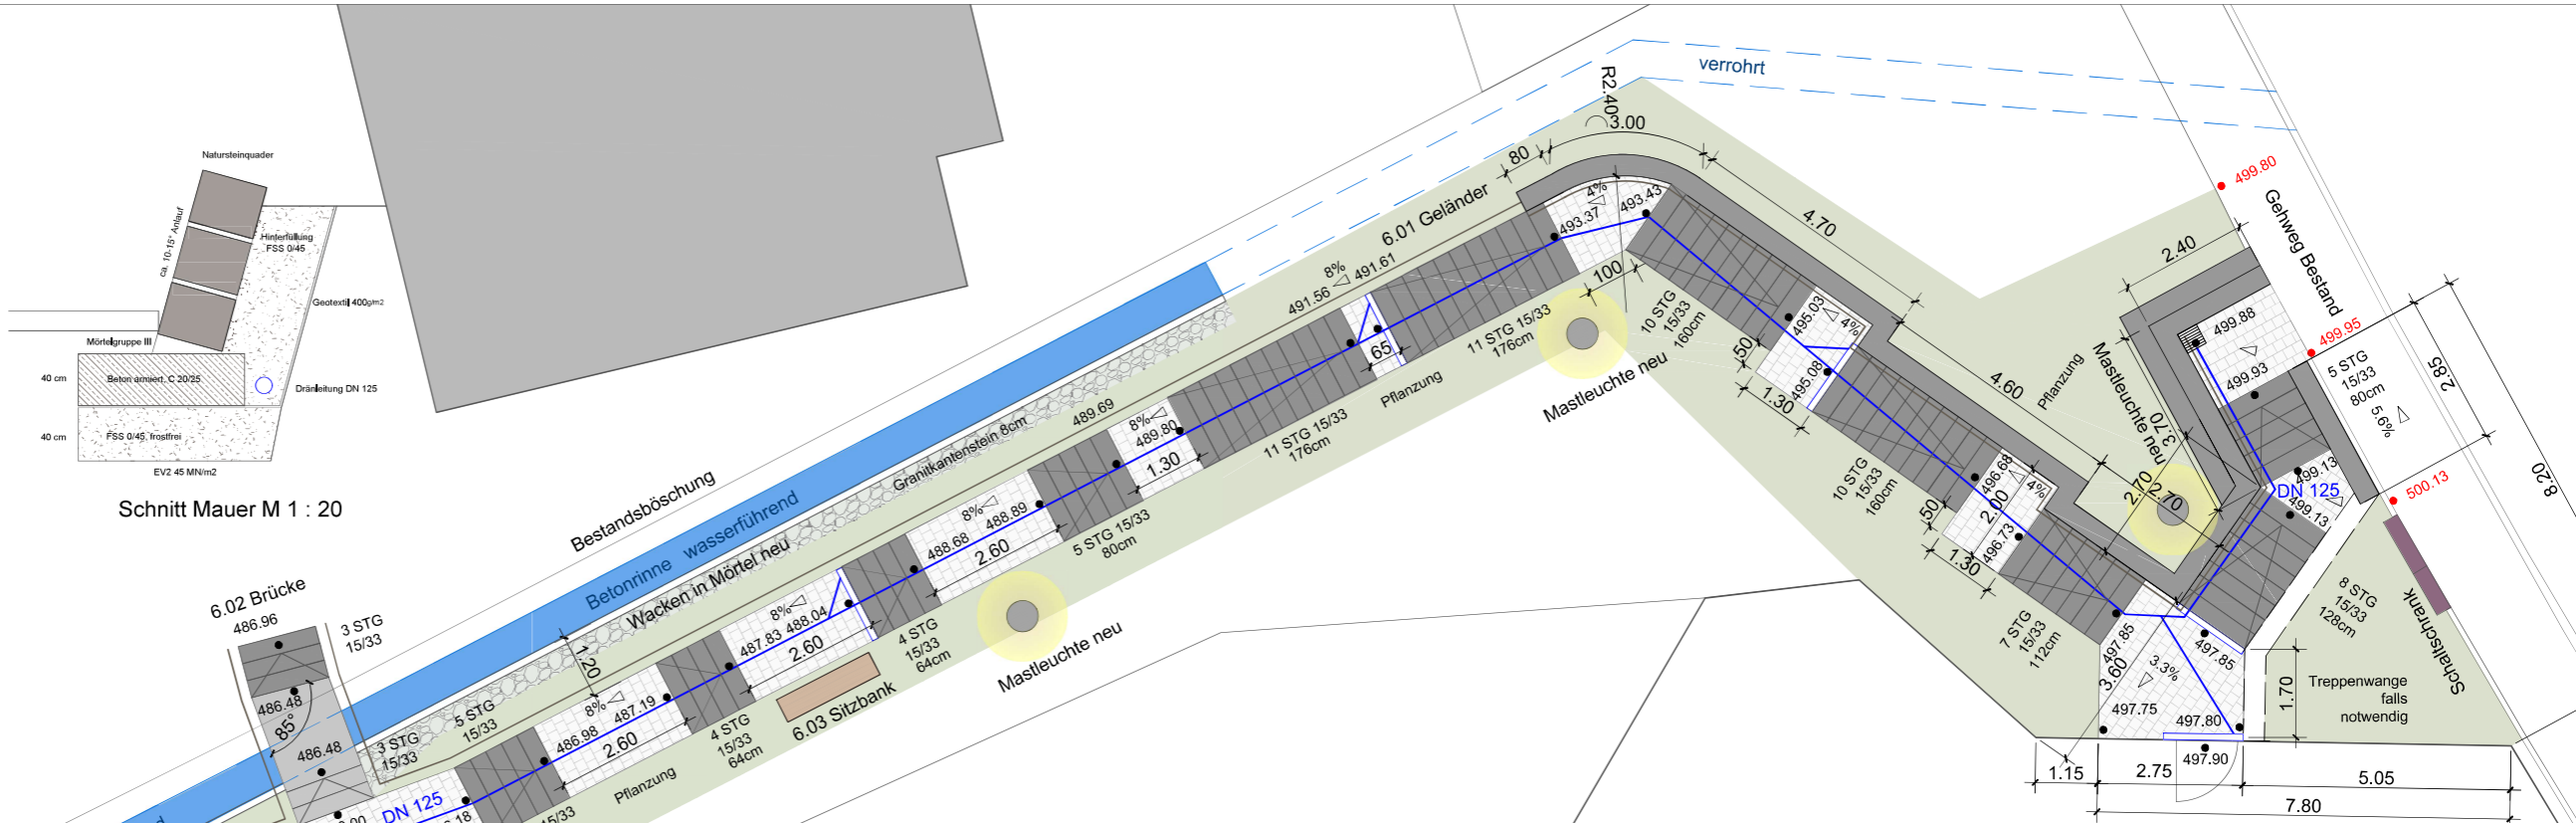 Natursteinquader
ca. 10-15° Anlauf
Hinterfüllung
FSS 0/45
Geotextil 400g/m2
Mörtelgruppe III
40 cm
Beton armiert, C 20/25
Dränleitung DN 125
40 cm
FSS 0/45, frostfrei
EV2 45 MN/m2
Schnitt Mauer M 1 : 20
6.02 Brücke
486.96
3 STG
15/33
486.48
85°
486.48
3 STG
15/33
DN 125
5 STG
15/33
15/33
Bestandsböschung
Betonrinne wasserführend
Wacken in Mörtel neu
Granitkantenstein 8cm
1.20
486.98
8%
487.19
2.60
Pflanzung
4 STG
15/33
64cm
487.83
8%
488.04
2.60
6.03 Sitzbank
4 STG
15/33
64cm
Mastleuchte neu
488.68
8%
488.89
2.60
5 STG 15/33
80cm
489.69
8%
489.80
1.30
11 STG 15/33
176cm
Pflanzung
491.56
8%
491.61
65
6.01 Geländer
11 STG 15/33
176cm
Mastleuchte neu
80
R2.40
3.00
verrohrt
493.37
4%
493.43
100
4.70
10 STG
15/33
160cm
495.03
4%
495.08
50
1.30
4.60
10 STG
15/33
160cm
496.68
4%
2.00
496.73
50
1.30
7 STG
15/33
112cm
Pflanzung
Mastleuchte neu
3.70
2.70
2.70
2.40
499.80
Gehweg Bestand
499.88
499.93
499.95
5 STG
15/33
80cm
5.6%
2.85
8.20
499.13
DN 125
499.13
500.13
8 STG
15/33
128cm
Schaltschrank
497.85
497.85
3.60
3.3%
497.75
497.80
497.90
Treppenwange
falls
notwendig
1.70
1.15
2.75
5.05
7.80